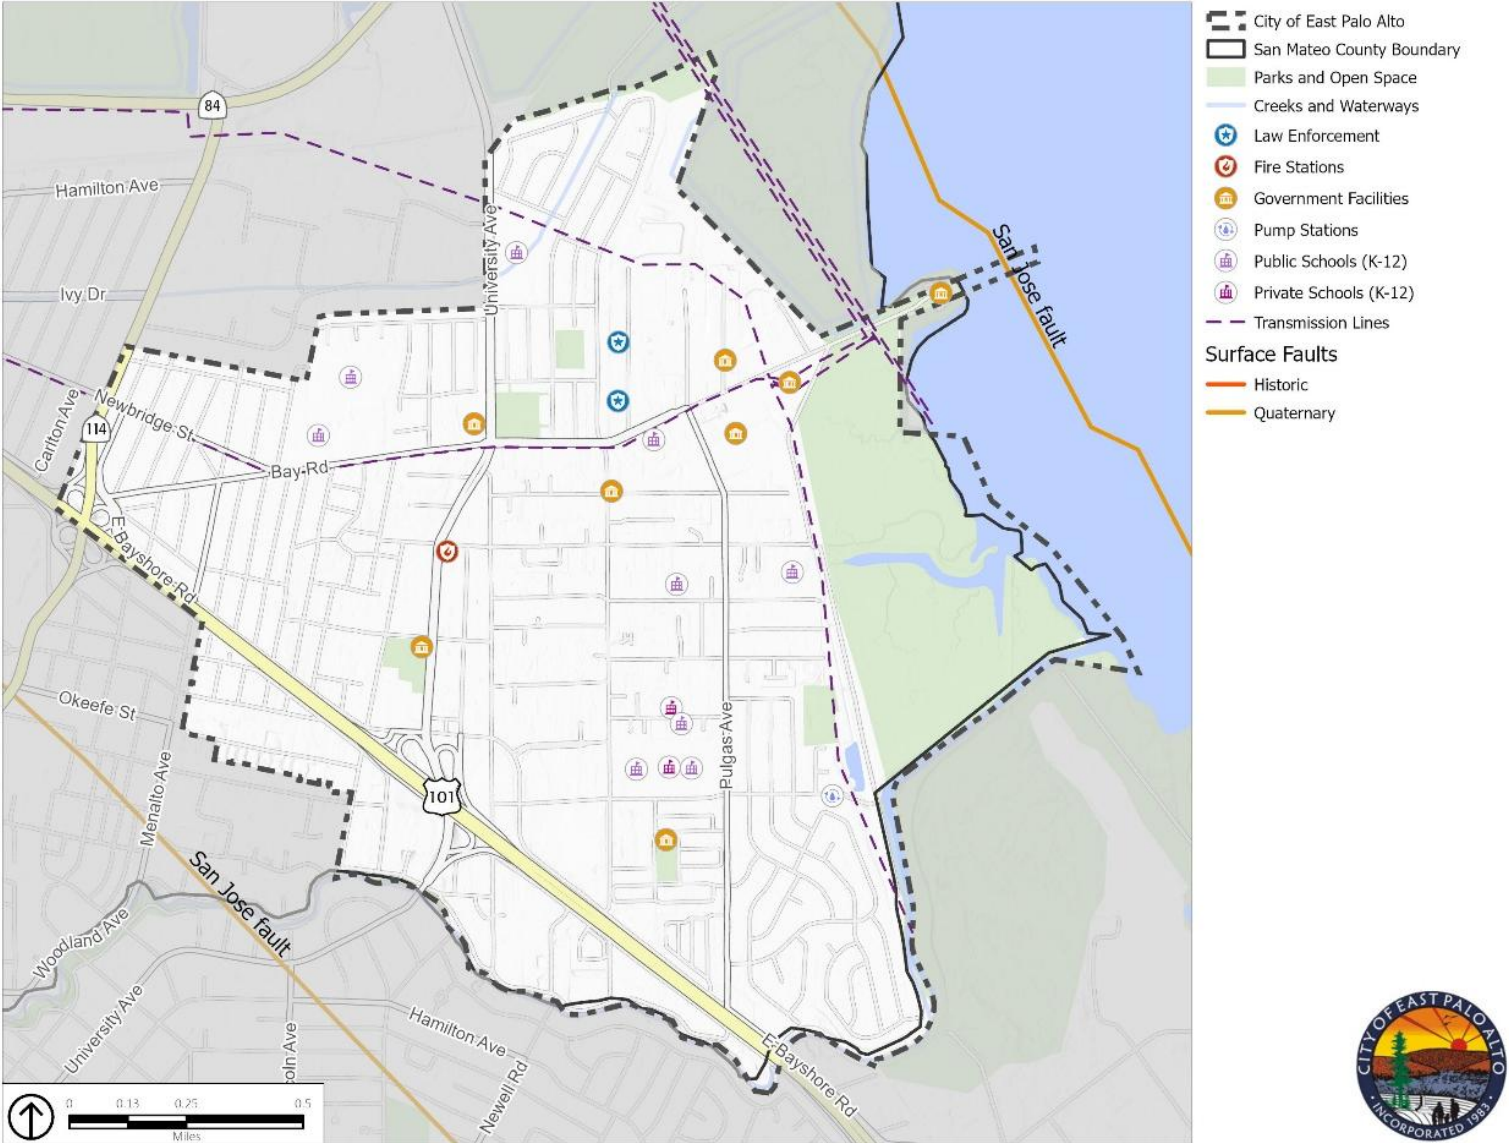 84
Hamilton Ave
University Ave
Ivy Dr
San Jose fault
Newbridge St
Carlton Ave
114
Bay Rd
E Bayshore Rd
Okeefe St
Menalto Ave
Pulgas Ave
101
San Jose fault
Woodland Ave
University Ave
coln Ave
Hamilton Ave
Newell Rd
E Bayshore Rd
0 0.13 0.25 0.5
Miles
City of East Palo Alto
San Mateo County Boundary
Parks and Open Space
Creeks and Waterways
Law Enforcement
Fire Stations
Government Facilities
Pump Stations
Public Schools (K-12)
Private Schools (K-12)
Transmission Lines
Surface Faults
Historic
Quaternary
CITY OF EAST PALO ALTO
INCORPORATED 1983